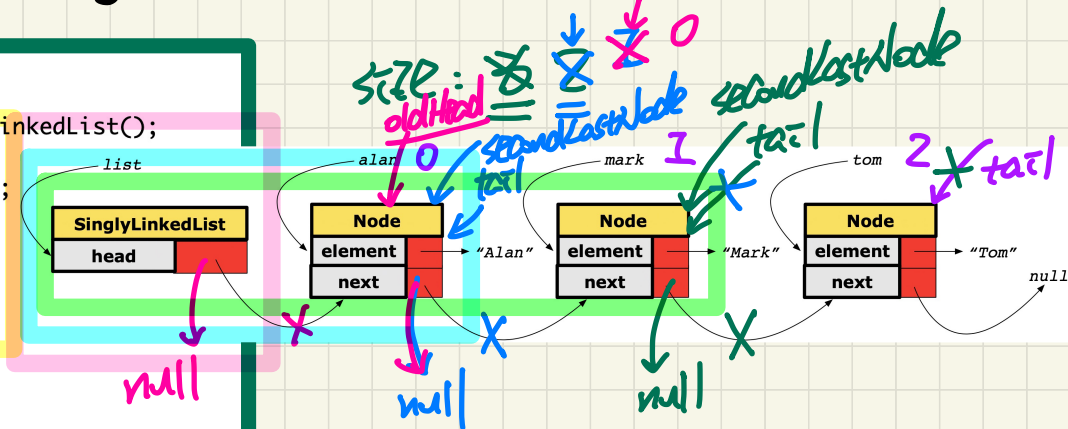 size: 3 2 1 0
oldHead
secondLastNode
secondLastNode
inkedList();
tail
list
alan
0
mark
1
tom
2
tail
;
tail
SinglyLinkedList
Node
Node
Node
head
element
"Alan"
element
"Mark"
element
"Tom"
next
next
next
null
null
null
null